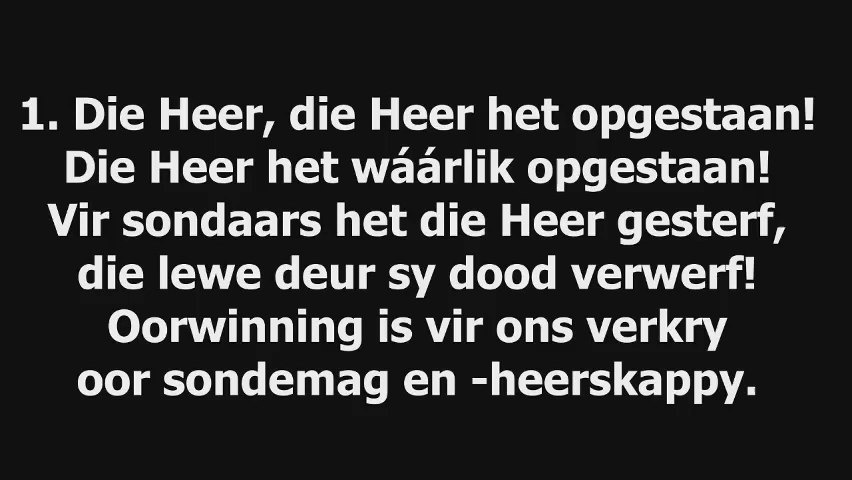 1. Die Heer, die Heer het opgestaan!
Die Heer het wáárlik opgestaan!
Vir sondaars het die Heer gesterf,
die lewe deur sy dood verwerf!
Oorwinning is vir ons verkry
oor sondemag en -heerskappy.